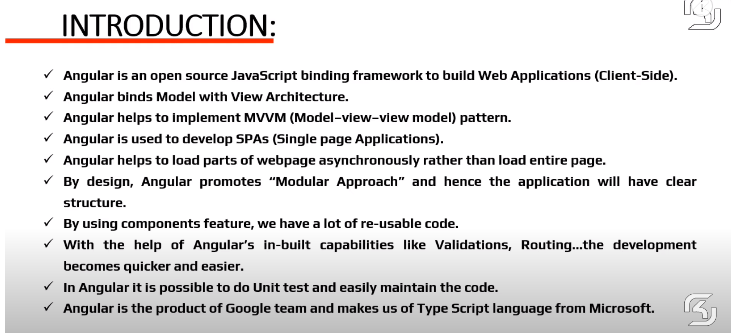 INTRODUCTION:
✓ Angular is an open source JavaScript binding framework to build Web Applications (Client-Side).
✓ Angular binds Model with View Architecture.
✓ Angular helps to implement MVVM (Model–view–view model) pattern.
✓ Angular is used to develop SPAs (Single page Applications).
✓ Angular helps to load parts of webpage asynchronously rather than load entire page.
✓ By design, Angular promotes “Modular Approach” and hence the application will have clear
structure.
✓ By using components feature, we have a lot of re-usable code.
✓ With the help of Angular’s in-built capabilities like Validations, Routing...the development
becomes quicker and easier.
✓ In Angular it is possible to do Unit test and easily maintain the code.
✓ Angular is the product of Google team and makes us of Type Script language from Microsoft.